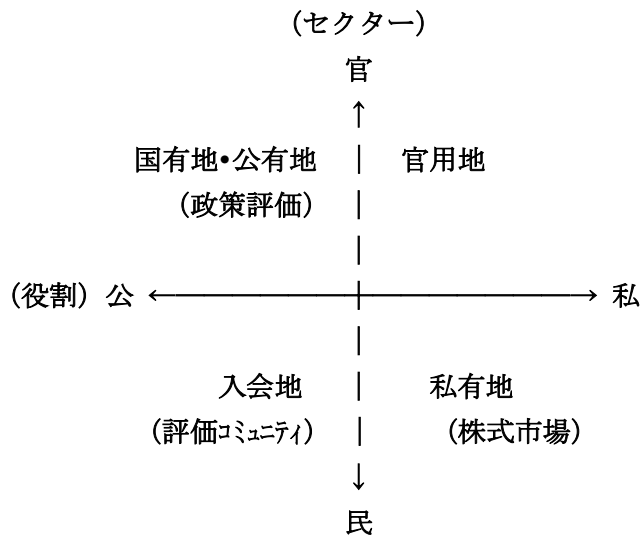 (セクター)
官
↑
国有地・公有地 | 官用地
(政策評価) |
|
(役割) 公 ←→ 私
|
入会地 | 私有地
(評価コミュニティ) | (株式市場)
↓
民